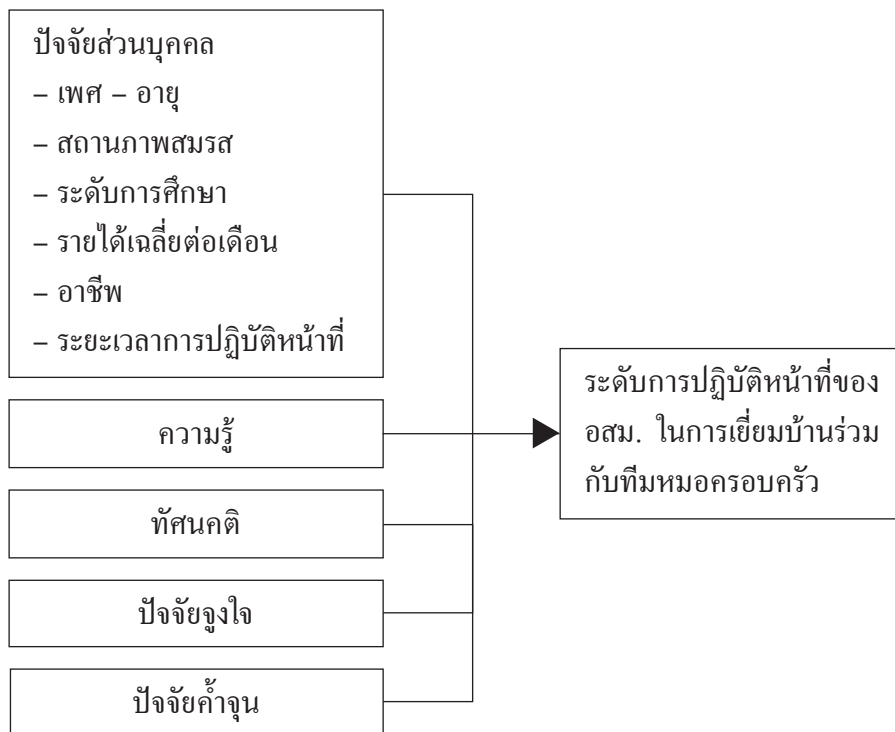 ปัจจัยส่วนบุคคล
– เพศ – อายุ
– สถานภาพสมรส
– ระดับการศึกษา
– รายได้เฉลี่ยต่อเดือน
– อาชีพ
– ระยะเวลาการปฏิบัติหน้าที่
ความรู้
ทัศนคติ
ปัจจัยจูงใจ
ปัจจัยค้ำจุน
ระดับการปฏิบัติหน้าที่ของ
อสม. ในการเยี่ยมบ้านร่วม
กับทีมหมอครอบครัว